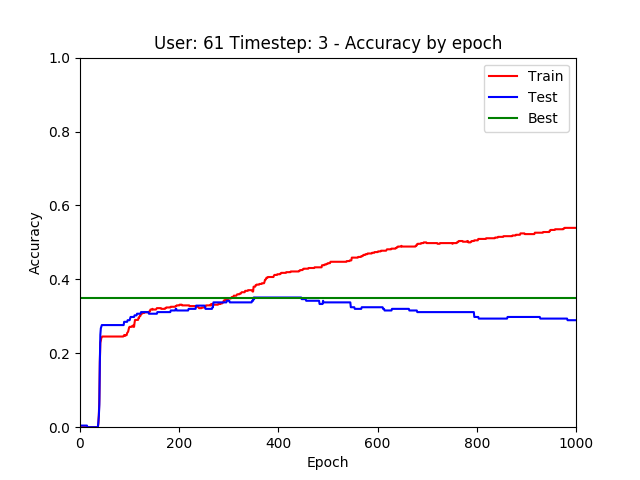 User: 61 Timestep: 3 - Accuracy by epoch
1.0
0.8
0.6
0.4
0.2
0.0
Accuracy
Train
Test
Best
0 200 400 600 800 1000
Epoch